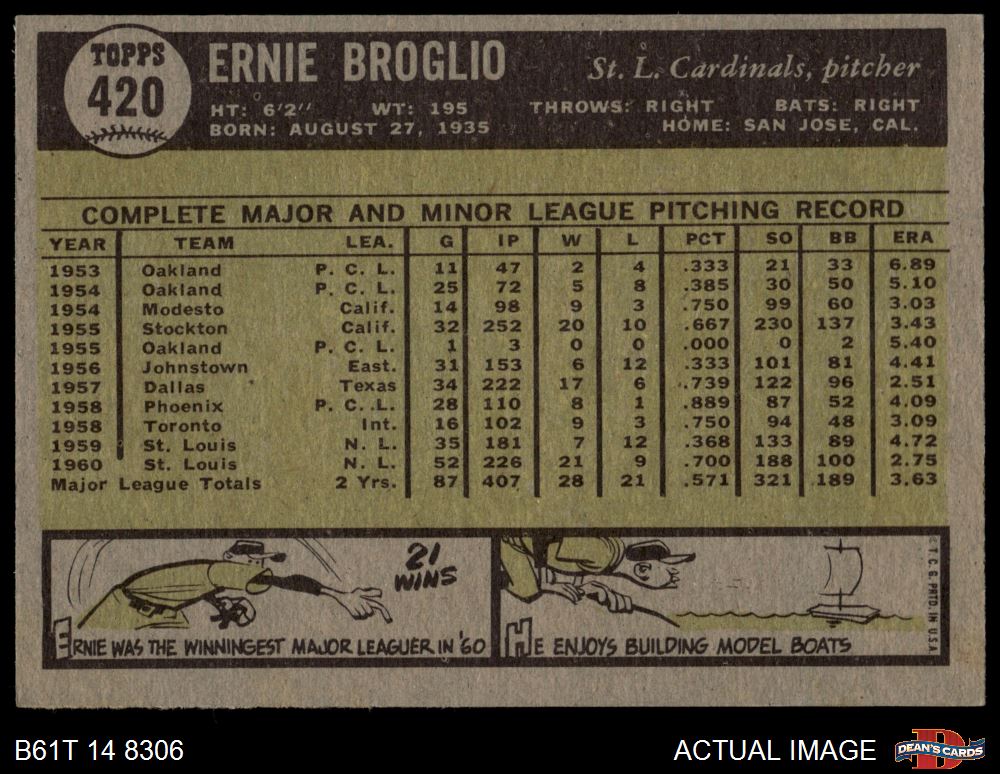 TOPPS
420
ERNIE BROGLIO
St. L. Cardinals, pitcher
HT: 6'2" WT: 195 THROWS: RIGHT BATS: RIGHT
BORN: AUGUST 27, 1935 HOME: SAN JOSE, CAL.
COMPLETE MAJOR AND MINOR LEAGUE PITCHING RECORD
YEAR TEAM LEA. G IP W L PCT SO BB ERA
1953 Oakland P. C. L. 11 47 2 4 .333 21 33 6.89
1954 Oakland P. C. L. 25 72 5 8 .385 30 50 5.10
1954 Modesto Calif. 14 98 9 3 .750 99 60 3.03
1955 Stockton Calif. 32 252 20 10 .667 230 137 3.43
1955 Oakland P. C. L. 1 3 0 0 .000 0 2 5.40
1956 Johnstown East. 31 153 6 12 .333 101 81 4.41
1957 Dallas Texas 34 222 17 6 .739 122 96 2.51
1958 Phoenix P. C. L. 28 110 8 1 .889 87 52 4.09
1958 Toronto Int. 16 102 9 3 .750 94 48 3.09
1959 St. Louis N. L. 35 181 7 12 .368 133 89 4.72
1960 St. Louis N. L. 52 226 21 9 .700 188 100 2.75
Major League Totals 2 Yrs. 87 407 28 21 .571 321 189 3.63
21 WINS
ERNIE WAS THE WINNINGEST MAJOR LEAGUER IN '60
HE ENJOYS BUILDING MODEL BOATS
© T. C. G. PRTD. IN U.S.A.
B61T 14 8306
ACTUAL IMAGE
DEAN'S CARDS